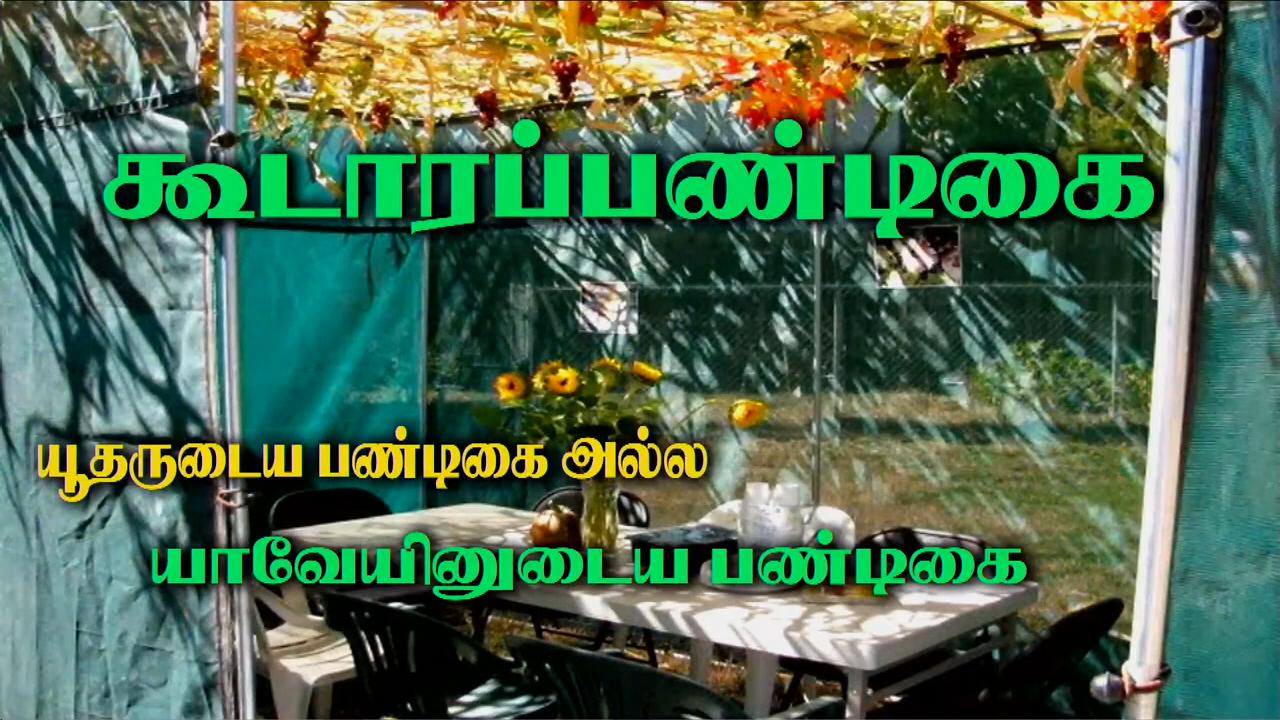 கூடாரப்பண்டிகை
யூதருடைய பண்டிகை அல்ல
யாவேயினுடைய பண்டிகை